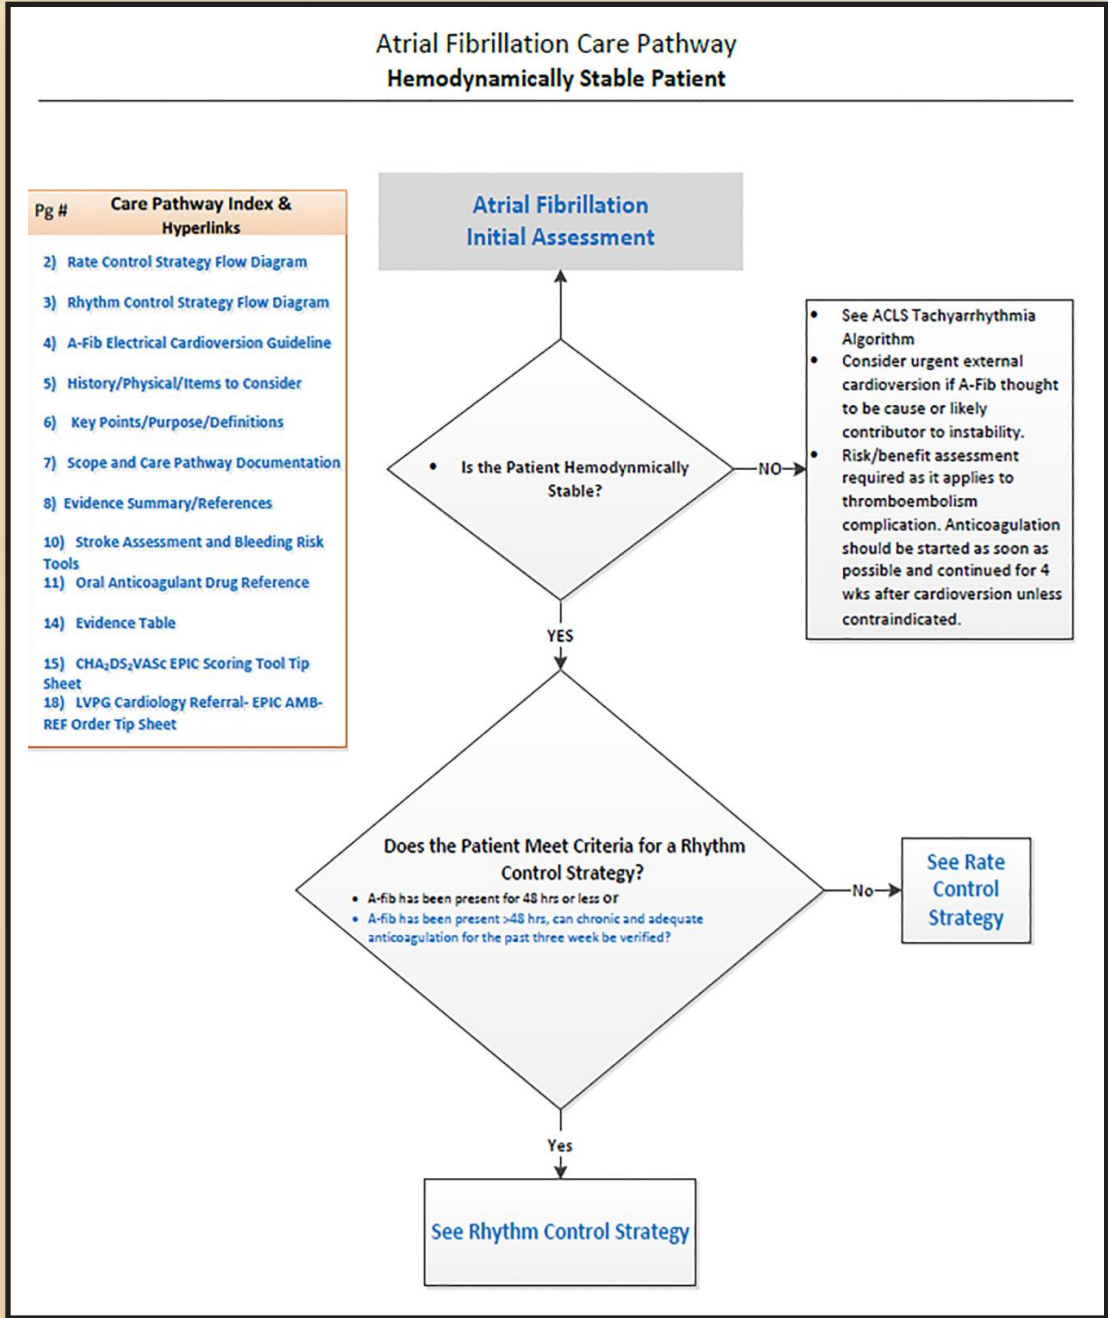 Atrial Fibrillation Care Pathway
Hemodynamically Stable Patient
Pg #
Care Pathway Index &
Hyperlinks
2) Rate Control Strategy Flow Diagram
3) Rhythm Control Strategy Flow Diagram
4) A-Fib Electrical Cardioversion Guideline
5) History/Physical/Items to Consider
6) Key Points/Purpose/Definitions
7) Scope and Care Pathway Documentation
8) Evidence Summary/References
10) Stroke Assessment and Bleeding Risk
Tools
11) Oral Anticoagulant Drug Reference
14) Evidence Table
15) CHA₂DS₂VASc EPIC Scoring Tool Tip
Sheet
18) LVPG Cardiology Referral- EPIC AMB-
REF Order Tip Sheet
Atrial Fibrillation
Initial Assessment
• Is the Patient Hemodynmically
Stable?
NO
• See ACLS Tachyarrhythmia
Algorithm
• Consider urgent external
cardioversion if A-Fib thought
to be cause or likely
contributor to instability.
• Risk/benefit assessment
required as it applies to
thromboembolism
complication. Anticoagulation
should be started as soon as
possible and continued for 4
wks after cardioversion unless
contraindicated.
YES
Does the Patient Meet Criteria for a Rhythm
Control Strategy?
• A-fib has been present for 48 hrs or less or
• A-fib has been present >48 hrs, can chronic and adequate
anticoagulation for the past three week be verified?
No
See Rate
Control
Strategy
Yes
See Rhythm Control Strategy